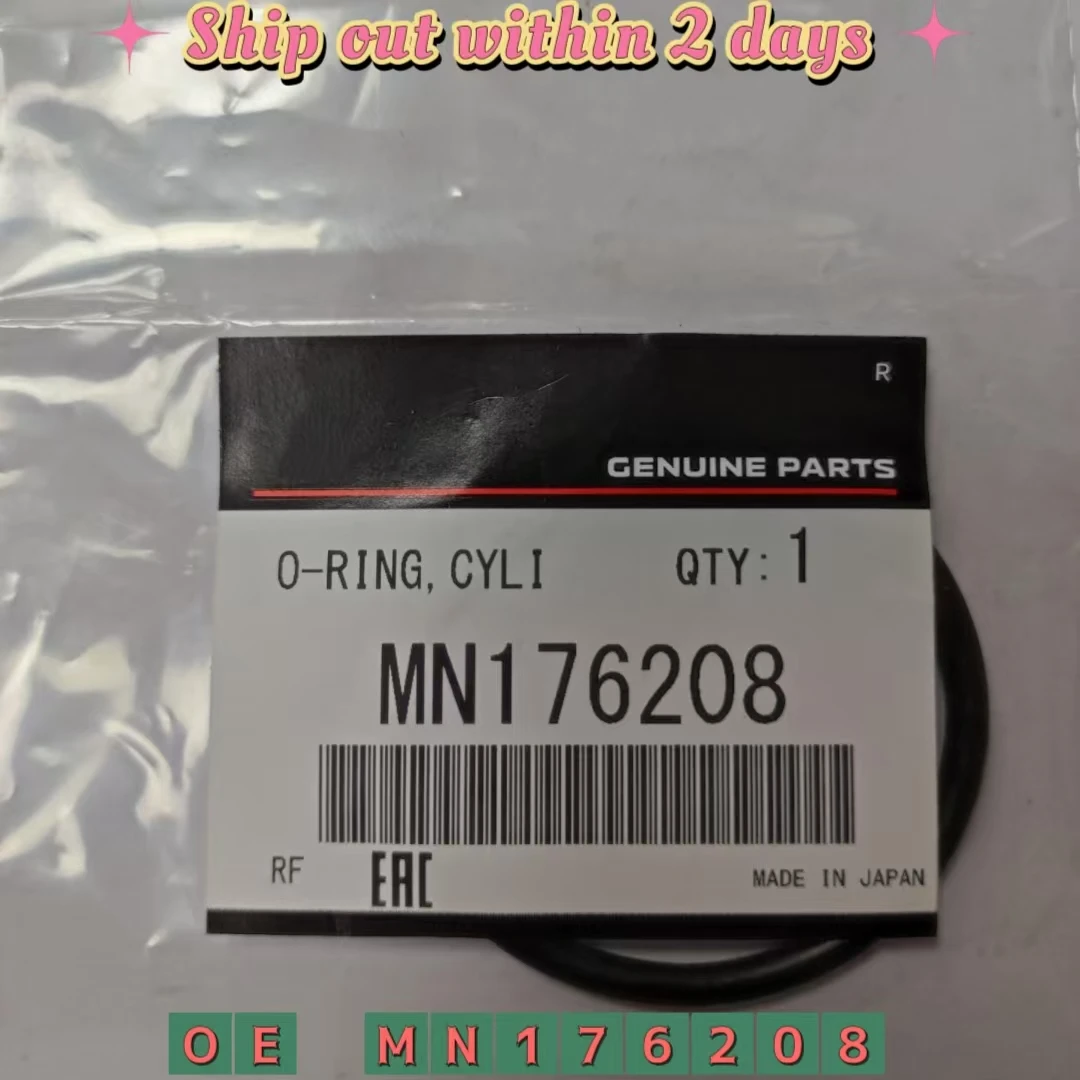 Ship out within 2 days
R
GENUINE PARTS
O-RING, CYLI QTY: 1
MN176208
RF EAC MADE IN JAPAN
OE MN176208